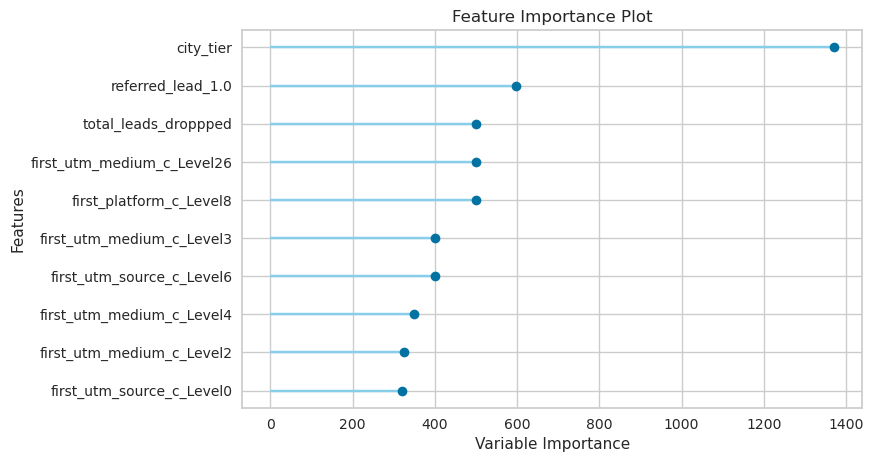 Feature Importance Plot
city_tier
referred_lead_1.0
total_leads_droppped
first_utm_medium_c_Level26
first_platform_c_Level8
first_utm_medium_c_Level3
first_utm_source_c_Level6
first_utm_medium_c_Level4
first_utm_medium_c_Level2
first_utm_source_c_Level0
Features
0 200 400 600 800 1000 1200 1400
Variable Importance